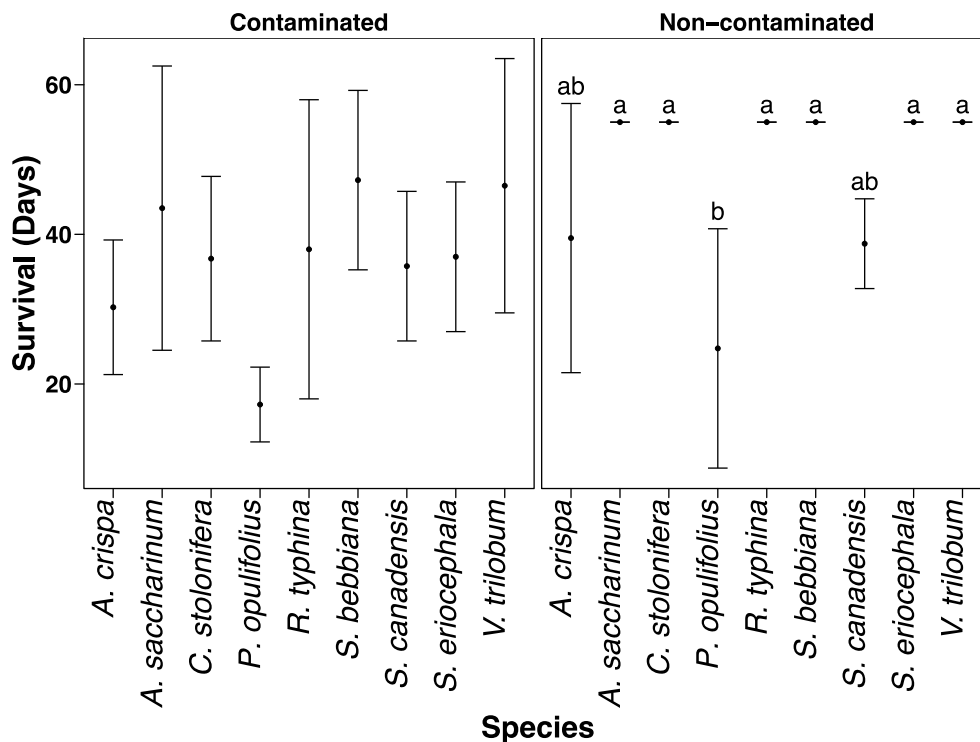 Contaminated
Non−contaminated
Survival (Days)
60
40
20
ab
a
a
b
a
a
ab
a
a
A. crispa
A. saccharinum
C. stolonifera
P. opulifolius
R. typhina
S. bebbiana
S. canadensis
S. eriocephala
V. trilobum
A. crispa
A. saccharinum
C. stolonifera
P. opulifolius
R. typhina
S. bebbiana
S. canadensis
S. eriocephala
V. trilobum
Species